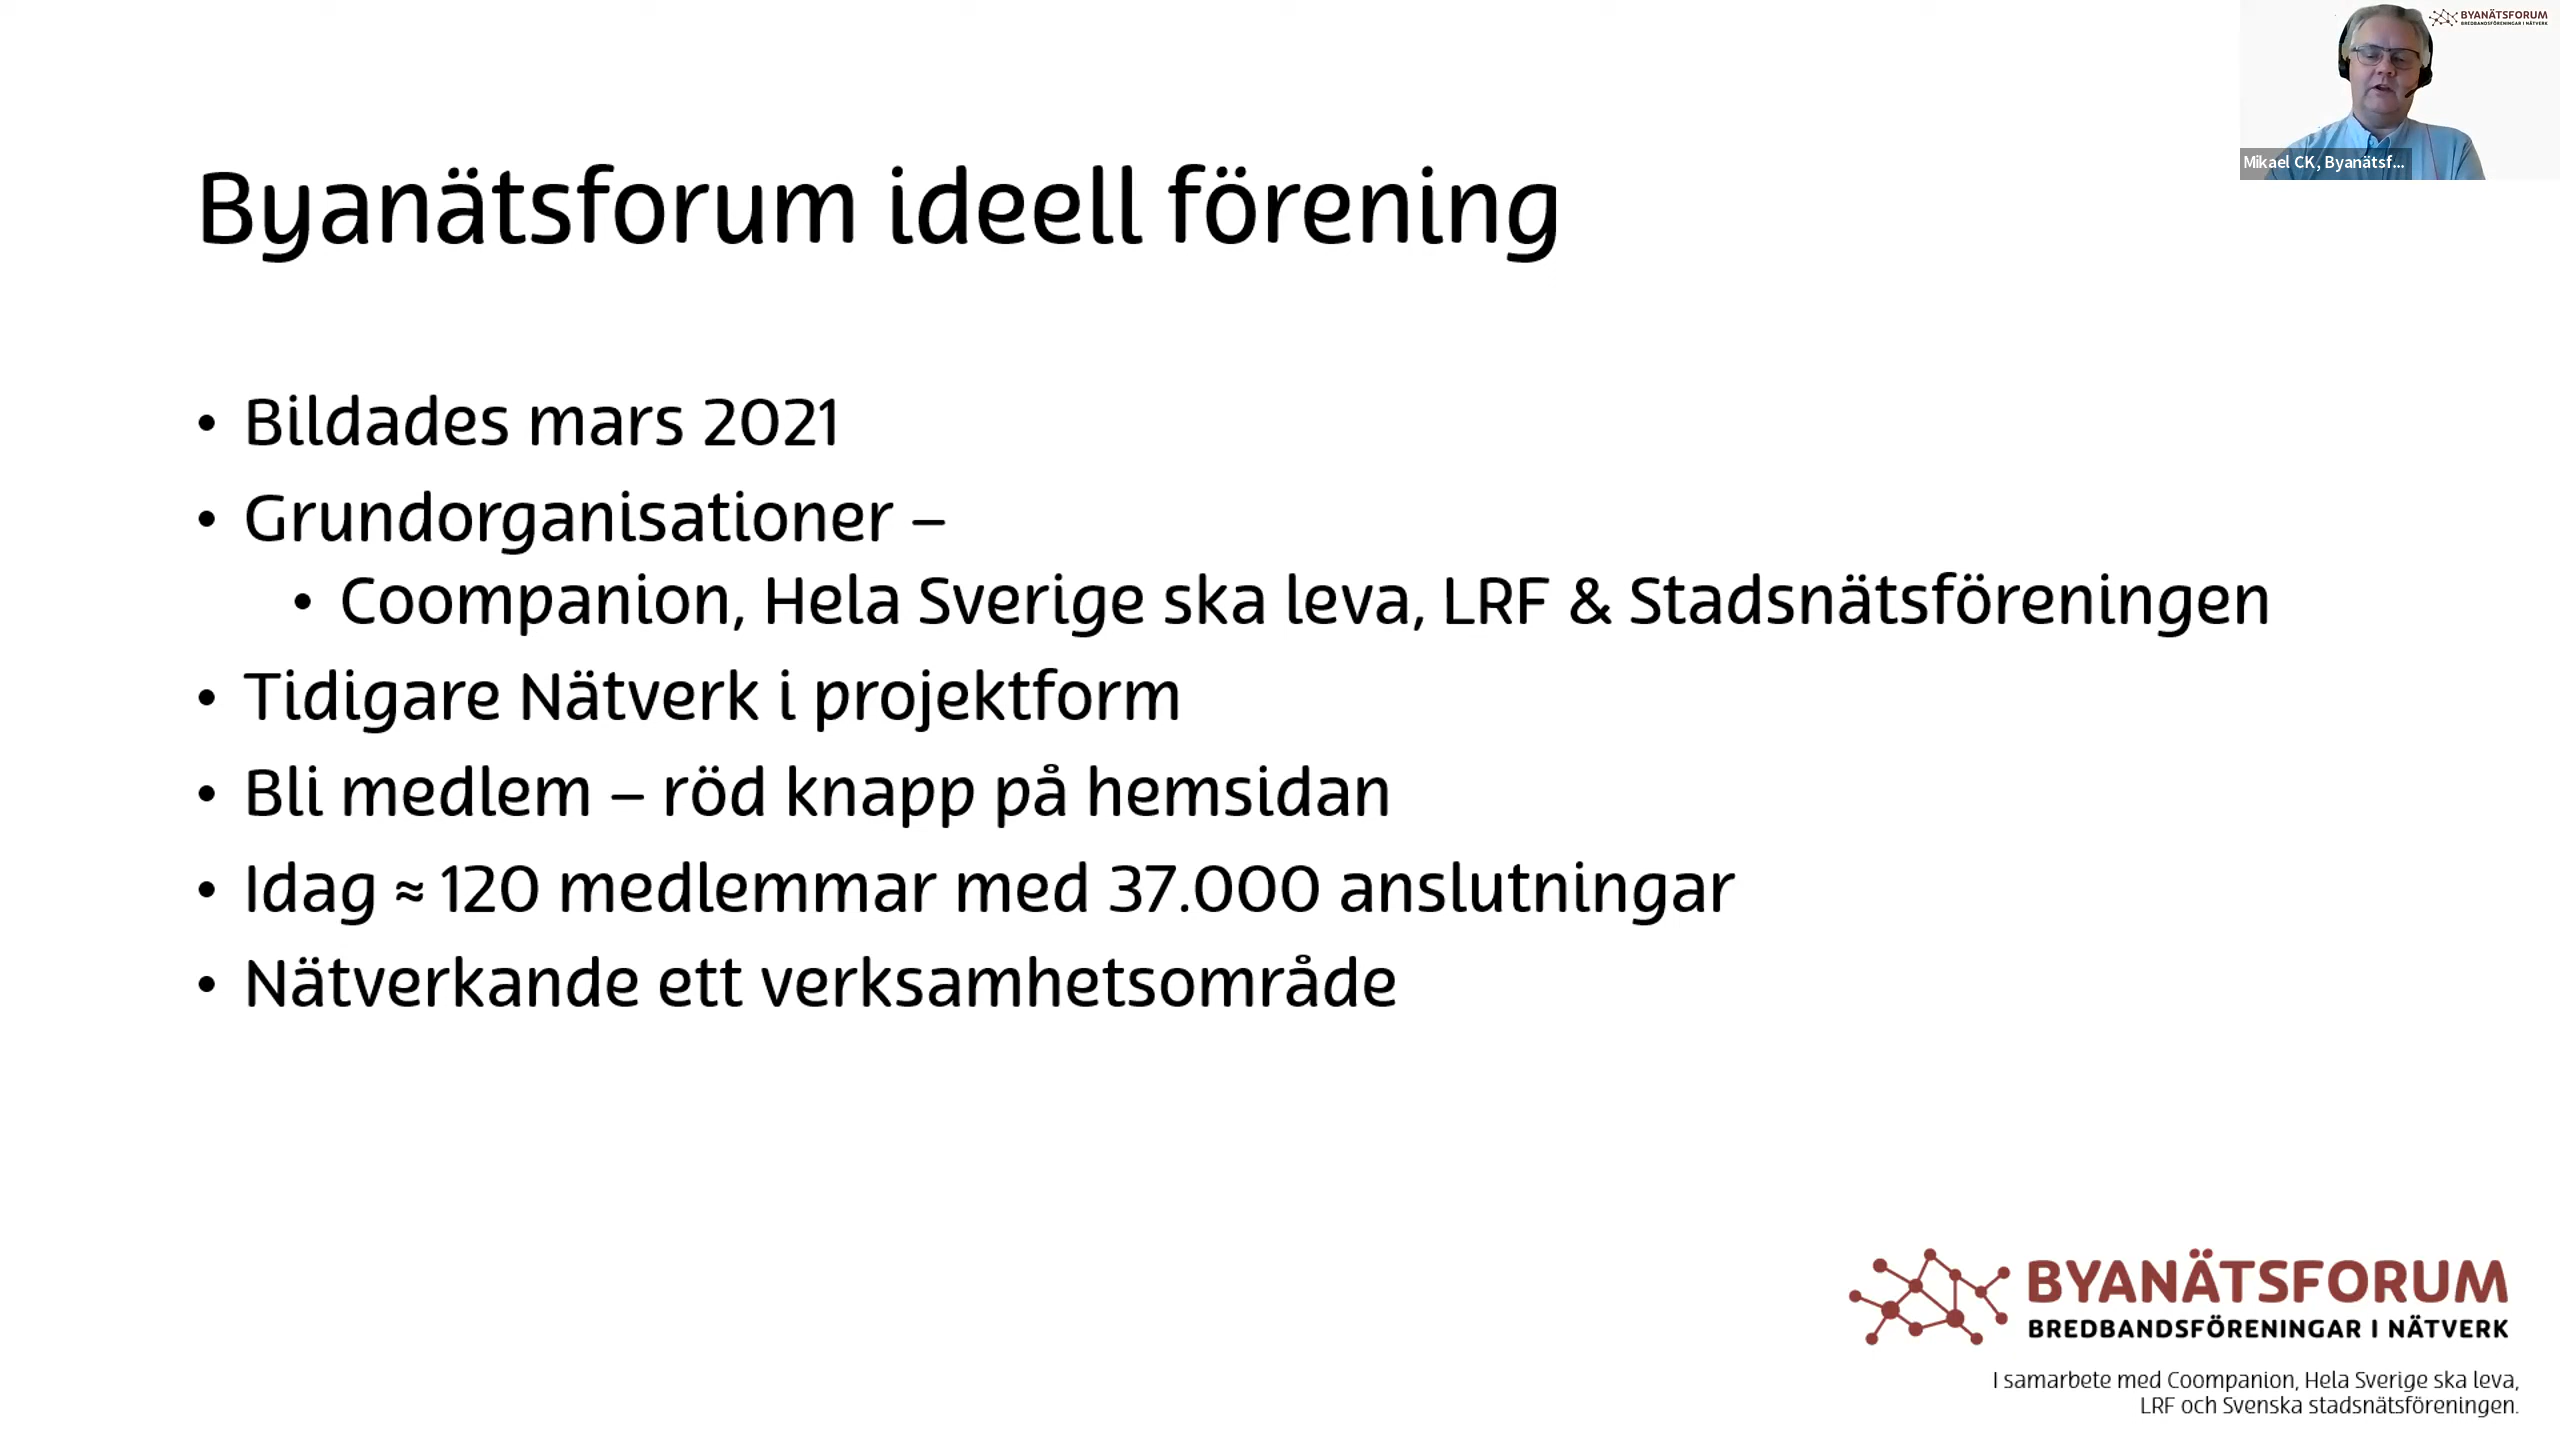 BYANÄTSFORUM
BREDBANDSFÖRENINGAR I NÄTVERK
Mikael CK, Byanätsf...
Byanätsforum ideell förening
• Bildades mars 2021
• Grundorganisationer –
• Coompanion, Hela Sverige ska leva, LRF & Stadsnätsföreningen
• Tidigare Nätverk i projektform
• Bli medlem – röd knapp på hemsidan
• Idag ≈ 120 medlemmar med 37.000 anslutningar
• Nätverkande ett verksamhetsområde
BYANÄTSFORUM
BREDBANDSFÖRENINGAR I NÄTVERK
I samarbete med Coompanion, Hela Sverige ska leva,
LRF och Svenska stadsnätsföreningen.